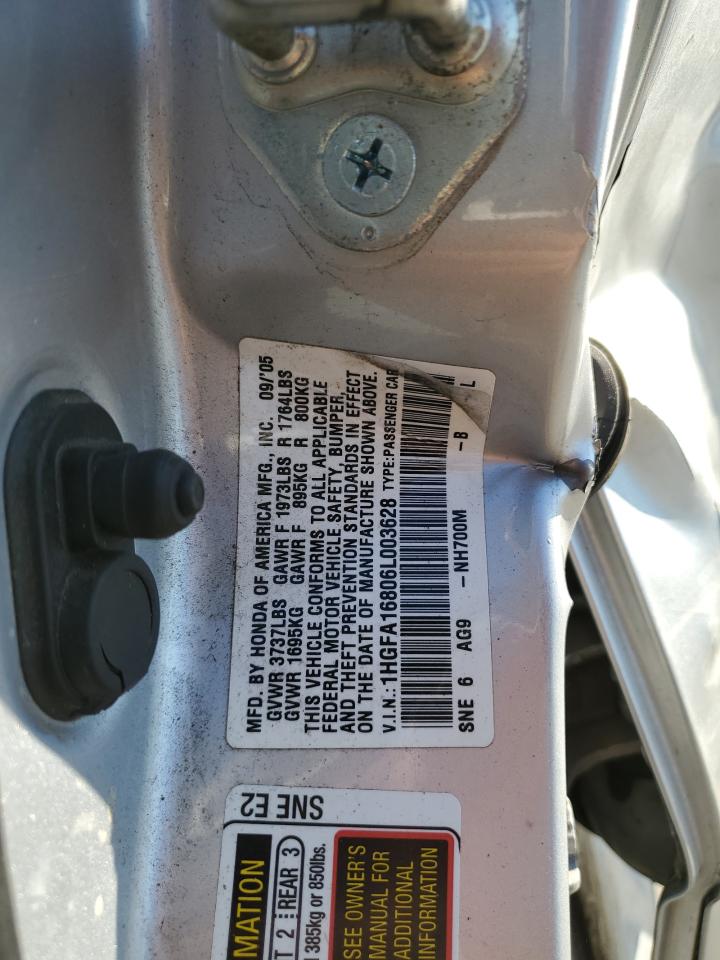 MFD. BY HONDA OF AMERICA MFG., INC. 09/'05
GVWR 3737LBS GAWR F 1973LBS R 1764LBS
GVWR 1695KG GAWR F 895KG R 800KG
THIS VEHICLE CONFORMS TO ALL APPLICABLE
FEDERAL MOTOR VEHICLE SAFETY, BUMPER,
AND THEFT PREVENTION STANDARDS IN EFFECT
ON THE DATE OF MANUFACTURE SHOWN ABOVE.
V.I.N.: 1HGFA16806L003628 TYPE:PASSENGER CAR
SNE 6 AG9 - NH700M - B L
SNE E2
MATION
T 2 REAR 3
385kg or 850lbs.
SEE OWNER'S
MANUAL FOR
ADDITIONAL
INFORMATION